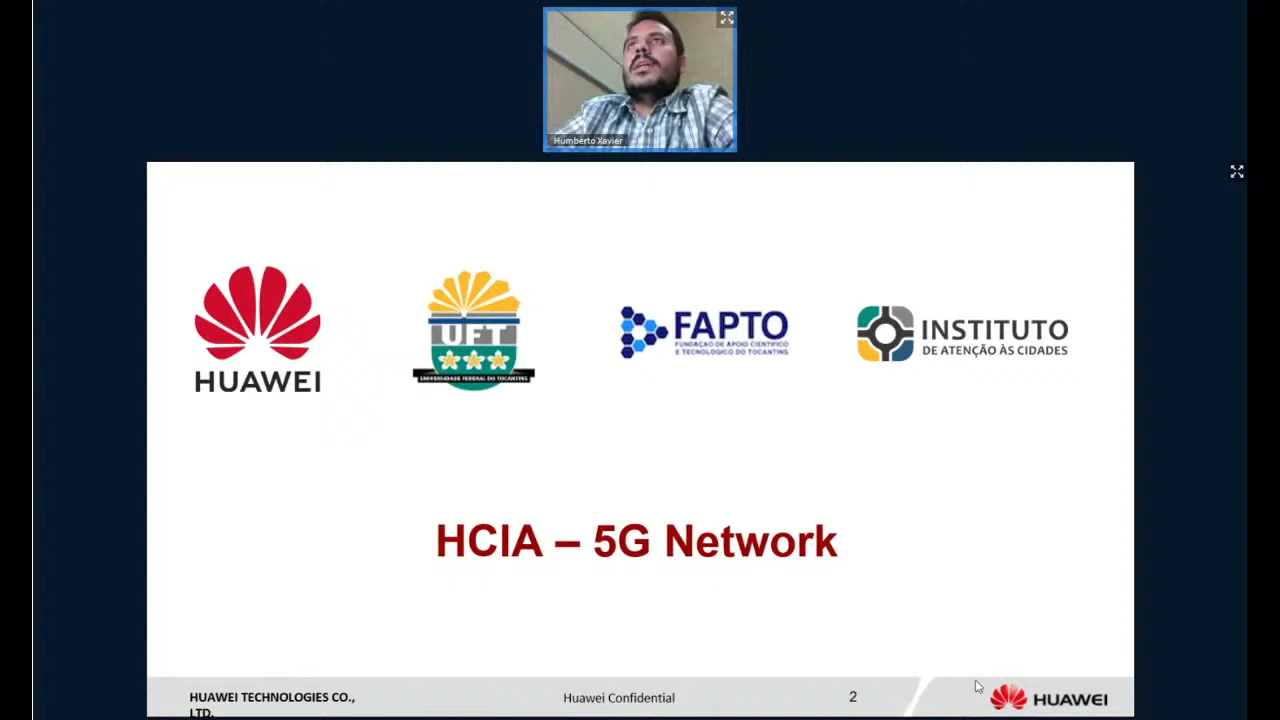 Humberto Xavier
HUAWEI
UFT
UNIVERSIDADE FEDERAL DO TOCANTINS
FAPTO
FUNDAÇÃO DE APOIO CIENTÍFICO
E TECNOLÓGICO DO TOCANTINS
INSTITUTO
DE ATENÇÃO ÀS CIDADES
HCIA – 5G Network
HUAWEI TECHNOLOGIES CO.,
LTD.
Huawei Confidential
2
HUAWEI